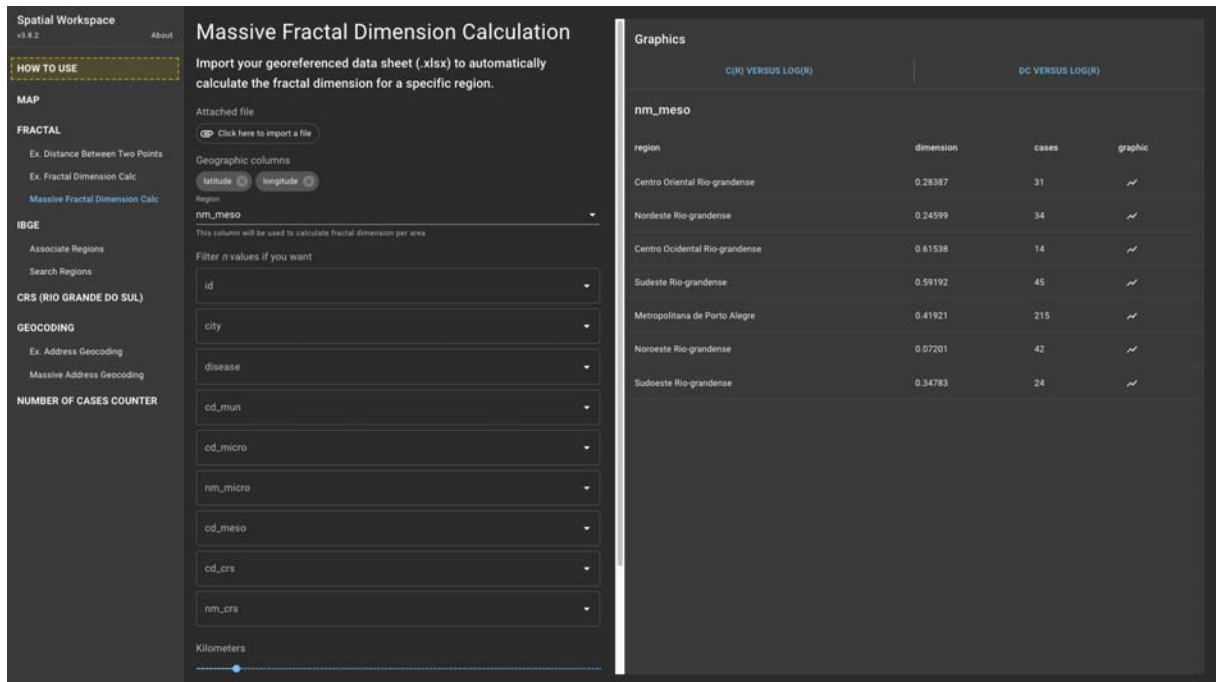 Spatial Workspace
v3.8.2 About
HOW TO USE
MAP
FRACTAL
Ex. Distance Between Two Points
Ex. Fractal Dimension Calc
Massive Fractal Dimension Calc
IBGE
Associate Regions
Search Regions
CRS (RIO GRANDE DO SUL)
GEOCODING
Ex. Address Geocoding
Massive Address Geocoding
NUMBER OF CASES COUNTER
Massive Fractal Dimension Calculation
Import your georeferenced data sheet (.xlsx) to automatically
calculate the fractal dimension for a specific region.
Attached file
Click here to import a file
Geographic columns
latitude longitude
Region
nm_meso
This column will be used to calculate fractal dimension per area
Filter n values if you want
id
city
disease
cd_mun
cd_micro
nm_micro
cd_meso
cd_crs
nm_crs
Kilometers
Graphics
C(R) VERSUS LOG(R) DC VERSUS LOG(R)
nm_meso
region dimension cases graphic
Centro Oriental Rio-grandense 0.28387 31
Nordeste Rio-grandense 0.24599 34
Centro Ocidental Rio-grandense 0.61538 14
Sudeste Rio-grandense 0.59192 45
Metropolitana de Porto Alegre 0.41921 215
Noroeste Rio-grandense 0.07201 42
Sudoeste Rio-grandense 0.34783 24